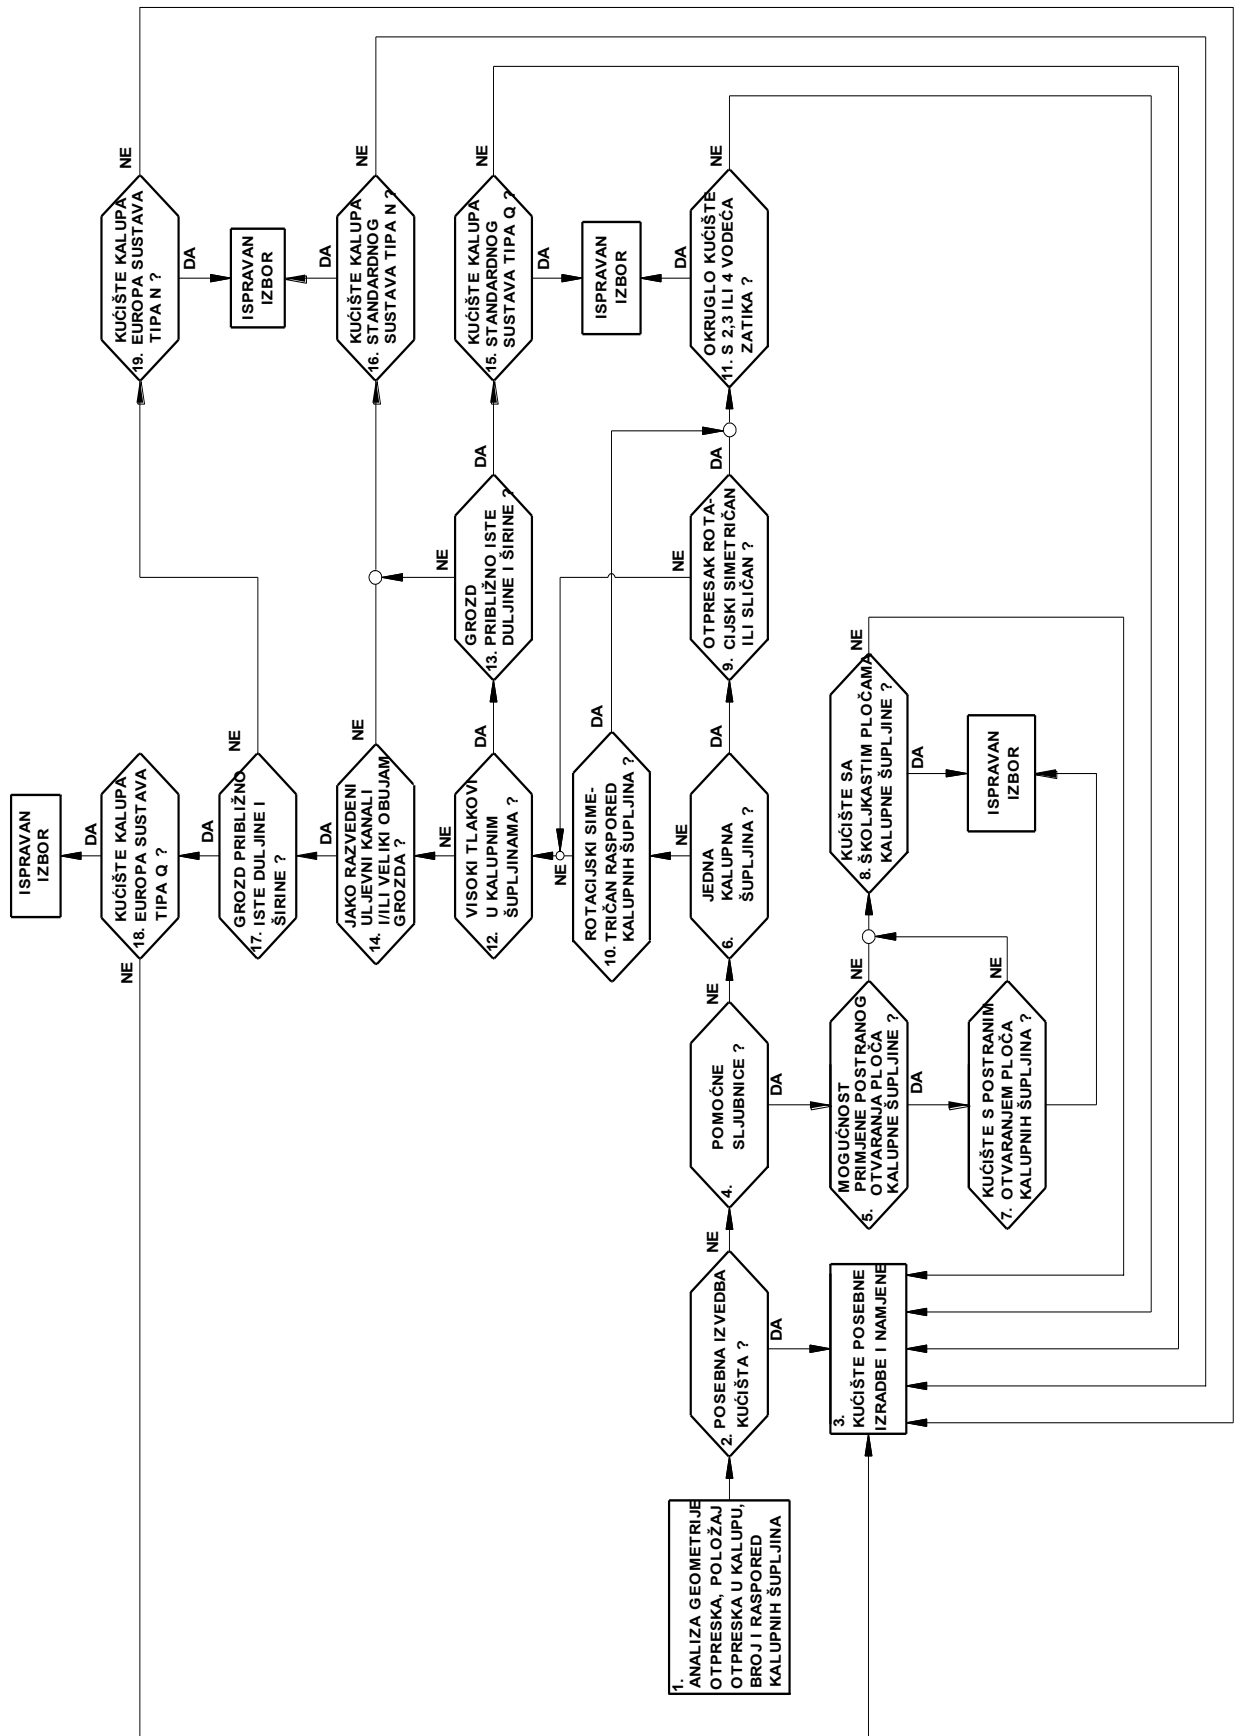 1.
ANALIZA GEOMETRIJE
OTPRESKA, POLOŽAJ
OTPRESKA U KALUPU,
BROJ I RASPORED
KALUPNIH ŠUPLJINA
2. POSEBNA IZVEDBA
KUĆIŠTA ?
DA
NE
3.
KUĆIŠTE POSEBNE
IZRADBE I NAMJENE
4.
POMOĆNE
SLJUBNICE ?
DA
NE
MOGUĆNOST
PRIMJENE POSTRANOG
5. OTVARANJA PLOČA
KALUPNE ŠUPLJINE ?
DA
NE
6.
JEDNA
KALUPNA
ŠUPLJINA ?
DA
NE
KUĆIŠTE S POSTRANIM
7. OTVARANJEM PLOČA
KALUPNIH ŠUPLJINA ?
NE
KUĆIŠTE SA
8. ŠKOLJKASTIM PLOČAMA
KALUPNE ŠUPLJINE ?
DA
NE
ISPRAVAN
IZBOR
OTPRESAK ROTA-
9. CIJSKI SIMETRIČAN
ILI SLIČAN ?
DA
NE
ROTACIJSKI SIME-
10. TRIČAN RASPORED
KALUPNIH ŠUPLJINA ?
DA
NE
OKRUGLO KUĆIŠTE
11. S 2,3 ILI 4 VODEĆA
ZATIKA ?
DA
NE
ISPRAVAN
IZBOR
VISOKI TLAKOVI
12. U KALUPNIM
ŠUPLJINAMA ?
DA
NE
GROZD
13. PRIBLIŽNO ISTE
DULJINE I ŠIRINE ?
DA
NE
JAKO RAZVEDENI
ULJEVNI KANALI
14. I/ILI VELIKI OBUJAM
GROZDA ?
DA
NE
KUĆIŠTE KALUPA
15. STANDARDNOG
SUSTAVA TIPA Q ?
DA
NE
KUĆIŠTE KALUPA
16. STANDARDNOG
SUSTAVA TIPA N ?
DA
NE
ISPRAVAN
IZBOR
GROZD PRIBLIŽNO
17. ISTE DULJINE I
ŠIRINE ?
DA
NE
KUĆIŠTE KALUPA
18. EUROPA SUSTAVA
TIPA Q ?
DA
NE
ISPRAVAN
IZBOR
KUĆIŠTE KALUPA
19. EUROPA SUSTAVA
TIPA N ?
DA
NE